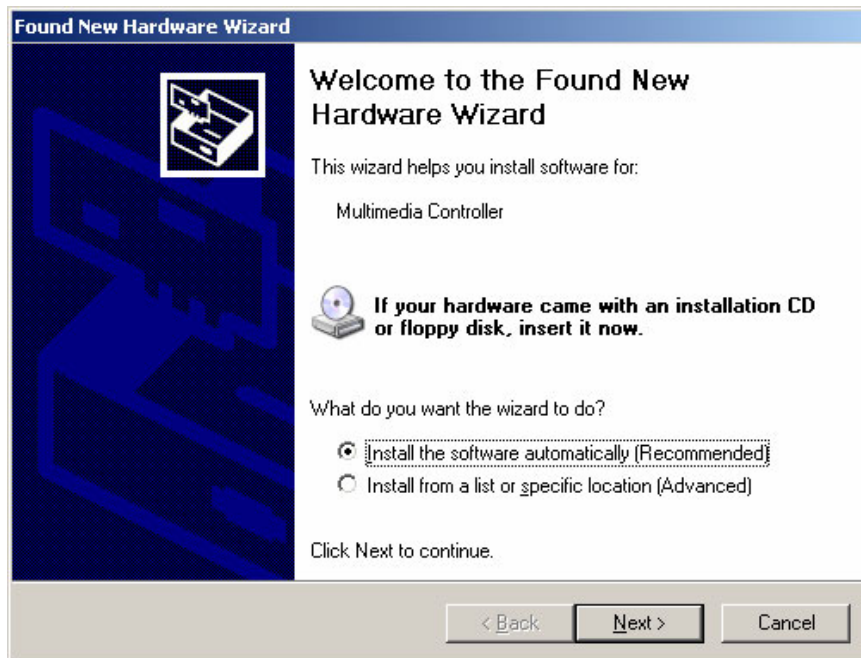 Found New Hardware Wizard
Welcome to the Found New
Hardware Wizard
This wizard helps you install software for:
Multimedia Controller
If your hardware came with an installation CD
or floppy disk, insert it now.
What do you want the wizard to do?
Install the software automatically (Recommended)
Install from a list or specific location (Advanced)
Click Next to continue.
< Back
Next >
Cancel